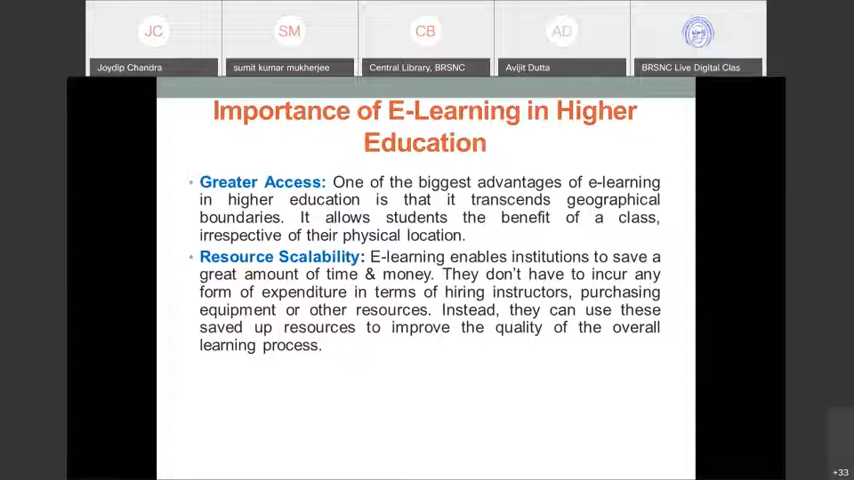 JC
SM
CB
AD
Joydip Chandra
sumit kumar mukherjee
Central Library, BRSNC
Avijit Dutta
BRSNC Live Digital Clas
Importance of E-Learning in Higher
Education
• Greater Access: One of the biggest advantages of e-learning
in higher education is that it transcends geographical
boundaries. It allows students the benefit of a class,
irrespective of their physical location.
• Resource Scalability: E-learning enables institutions to save a
great amount of time & money. They don’t have to incur any
form of expenditure in terms of hiring instructors, purchasing
equipment or other resources. Instead, they can use these
saved up resources to improve the quality of the overall
learning process.
+33